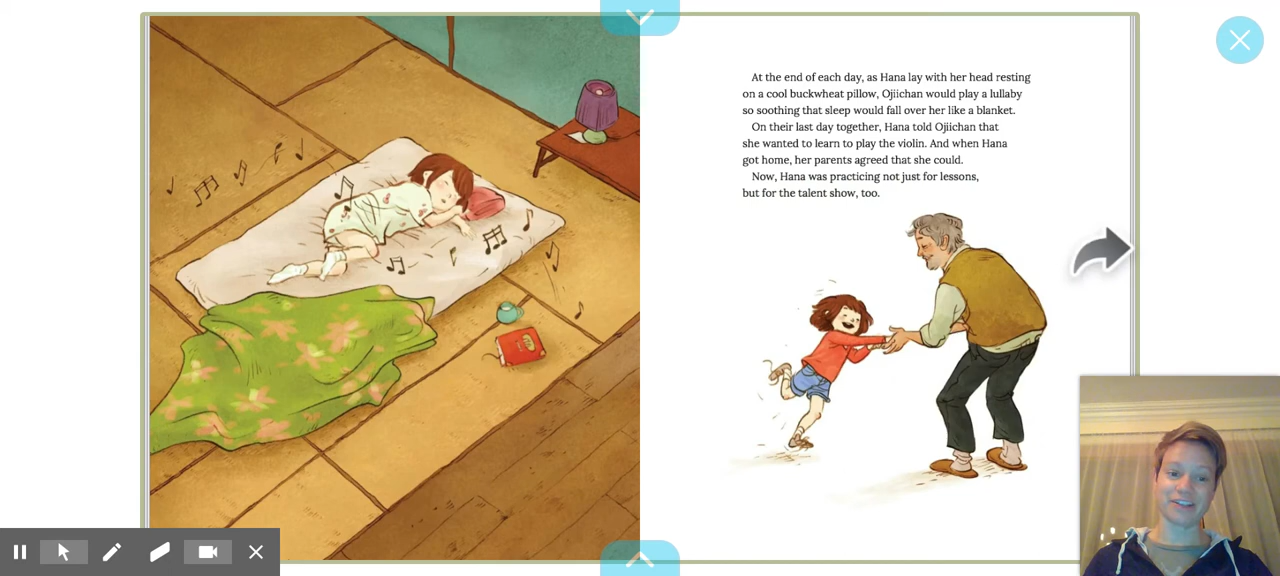 At the end of each day, as Hana lay with her head resting
on a cool buckwheat pillow, Ojiichan would play a lullaby
so soothing that sleep would fall over her like a blanket.
On their last day together, Hana told Ojiichan that
she wanted to learn to play the violin. And when Hana
got home, her parents agreed that she could.
Now, Hana was practicing not just for lessons,
but for the talent show, too.